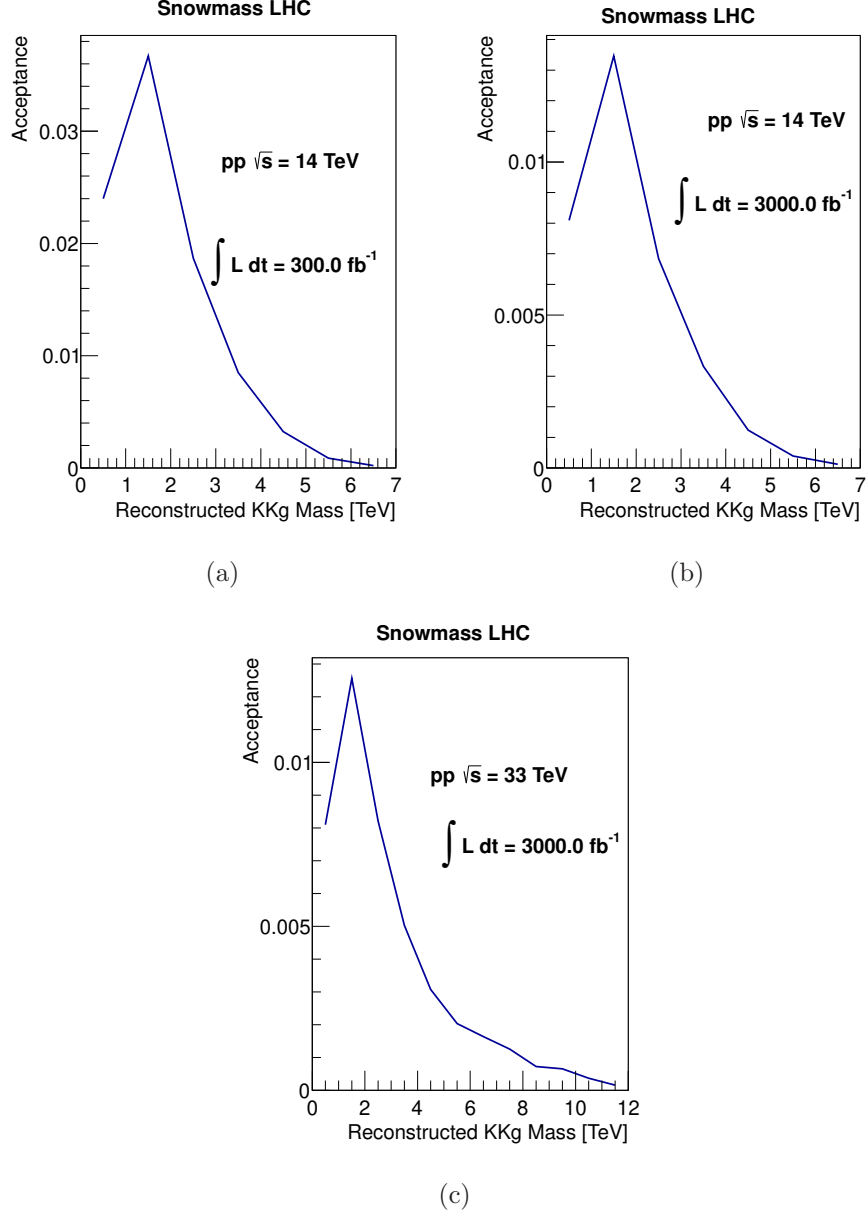 Snowmass LHC
Acceptance
0.03
0.02
0.01
0
pp √s = 14 TeV
∫ L dt = 300.0 fb⁻¹
0 1 2 3 4 5 6 7
Reconstructed KKg Mass [TeV]
(a)
Snowmass LHC
Acceptance
0.01
0.005
0
pp √s = 14 TeV
∫ L dt = 3000.0 fb⁻¹
0 1 2 3 4 5 6 7
Reconstructed KKg Mass [TeV]
(b)
Snowmass LHC
Acceptance
0.01
0.005
0
pp √s = 33 TeV
∫ L dt = 3000.0 fb⁻¹
0 2 4 6 8 10 12
Reconstructed KKg Mass [TeV]
(c)